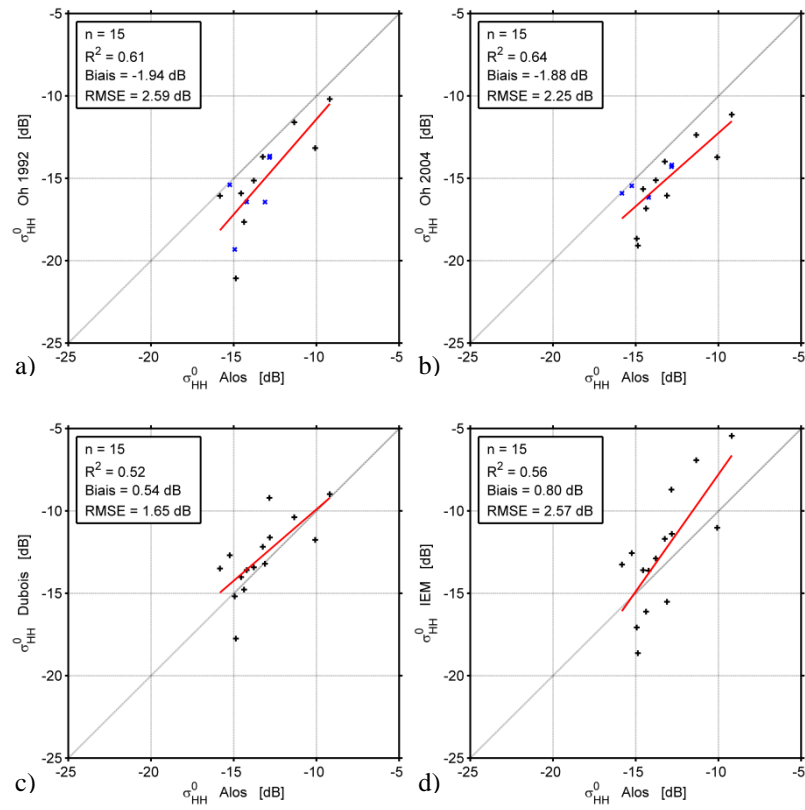 -5
n = 15
R² = 0.61
Biais = -1.94 dB
RMSE = 2.59 dB
-10
-15
-20
-25
σ⁰HH Oh 1992 [dB]
-25 -20 -15 -10 -5
σ⁰HH Alos [dB]
a)
-5
n = 15
R² = 0.64
Biais = -1.88 dB
RMSE = 2.25 dB
-10
-15
-20
-25
σ⁰HH Oh 2004 [dB]
-25 -20 -15 -10 -5
σ⁰HH Alos [dB]
b)
-5
n = 15
R² = 0.52
Biais = 0.54 dB
RMSE = 1.65 dB
-10
-15
-20
-25
σ⁰HH Dubois [dB]
-25 -20 -15 -10 -5
σ⁰HH Alos [dB]
c)
-5
n = 15
R² = 0.56
Biais = 0.80 dB
RMSE = 2.57 dB
-10
-15
-20
-25
σ⁰HH IEM [dB]
-25 -20 -15 -10 -5
σ⁰HH Alos [dB]
d)